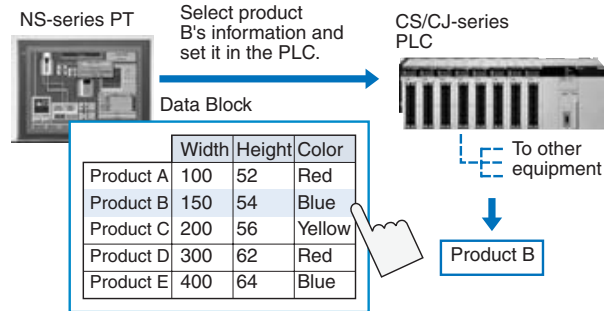 NS-series PT
Select product
B's information and
set it in the PLC.
CS/CJ-series
PLC
Data Block
Width Height Color
Product A 100 52 Red
Product B 150 54 Blue
Product C 200 56 Yellow
Product D 300 62 Red
Product E 400 64 Blue
To other
equipment
Product B